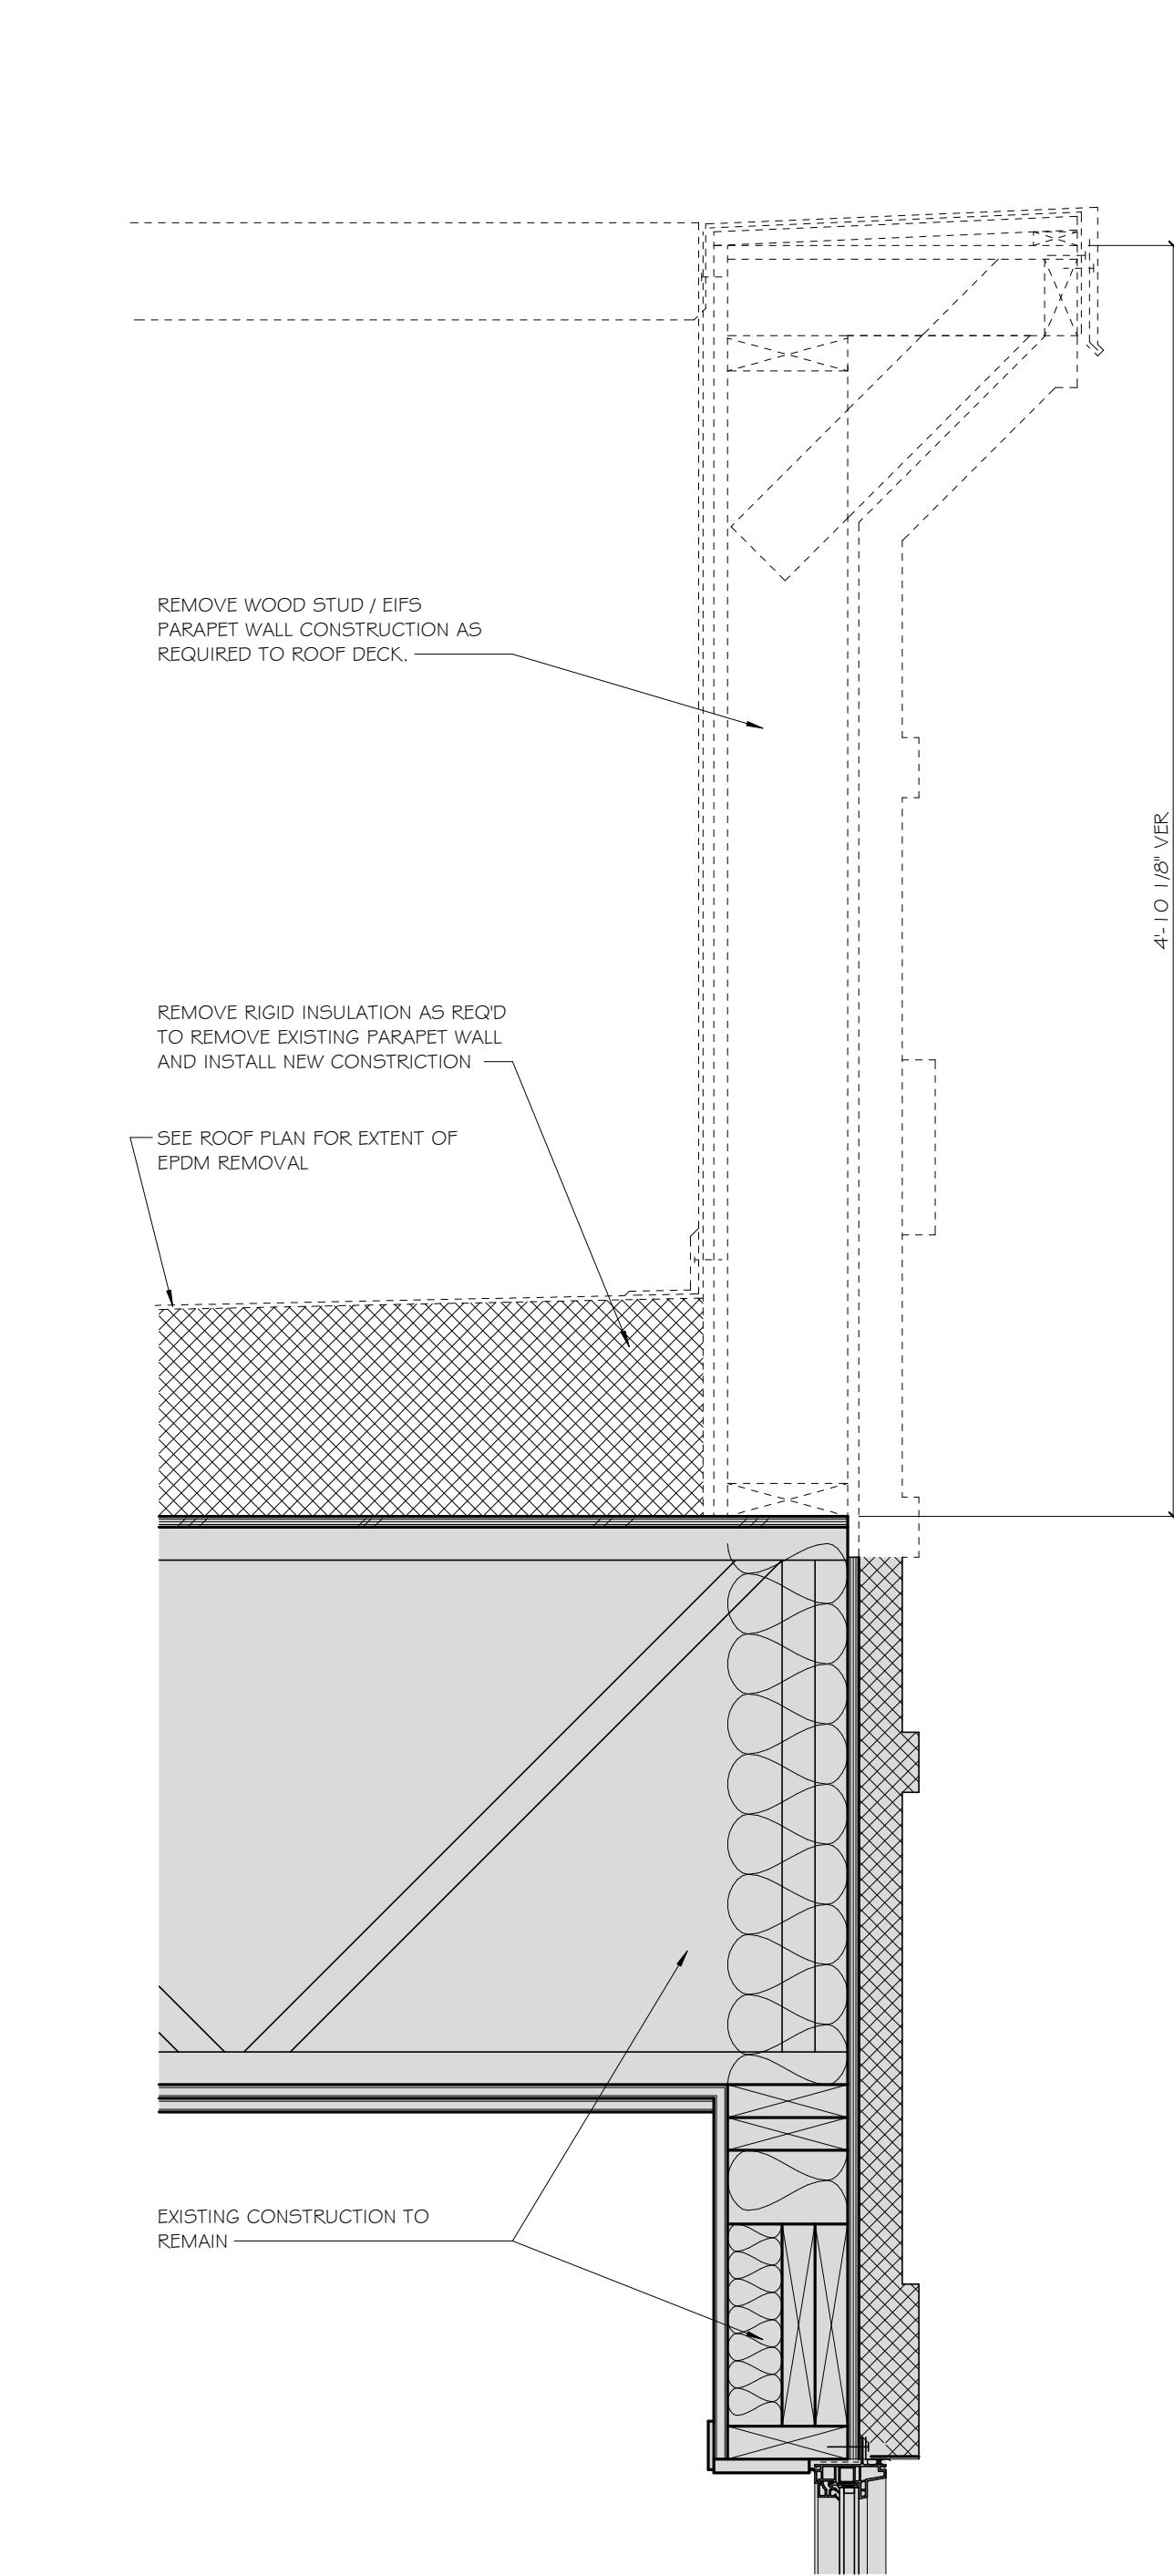 REMOVE WOOD STUD / EIFS
PARAPET WALL CONSTRUCTION AS
REQUIRED TO ROOF DECK.
4'-10 1/8" VER
REMOVE RIGID INSULATION AS REQ'D
TO REMOVE EXISTING PARAPET WALL
AND INSTALL NEW CONSTRICTION
SEE ROOF PLAN FOR EXTENT OF
EPDM REMOVAL
EXISTING CONSTRUCTION TO
REMAIN